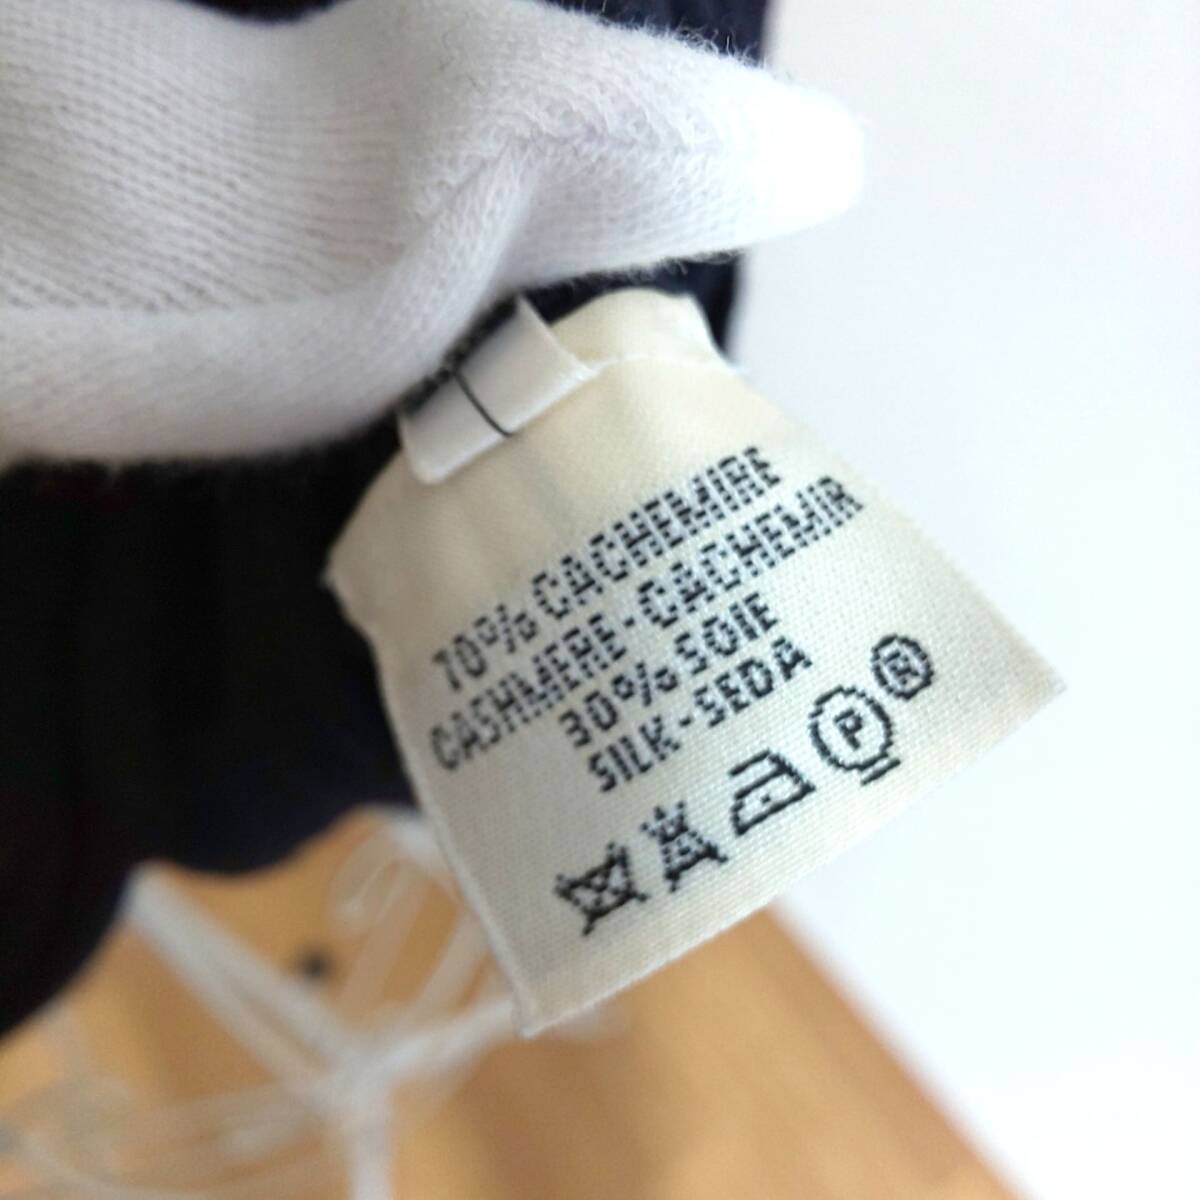 70% CACHEMIRE
CASHMERE-CACHEMIR
30% SOIE
SILK-SEDA
P ®